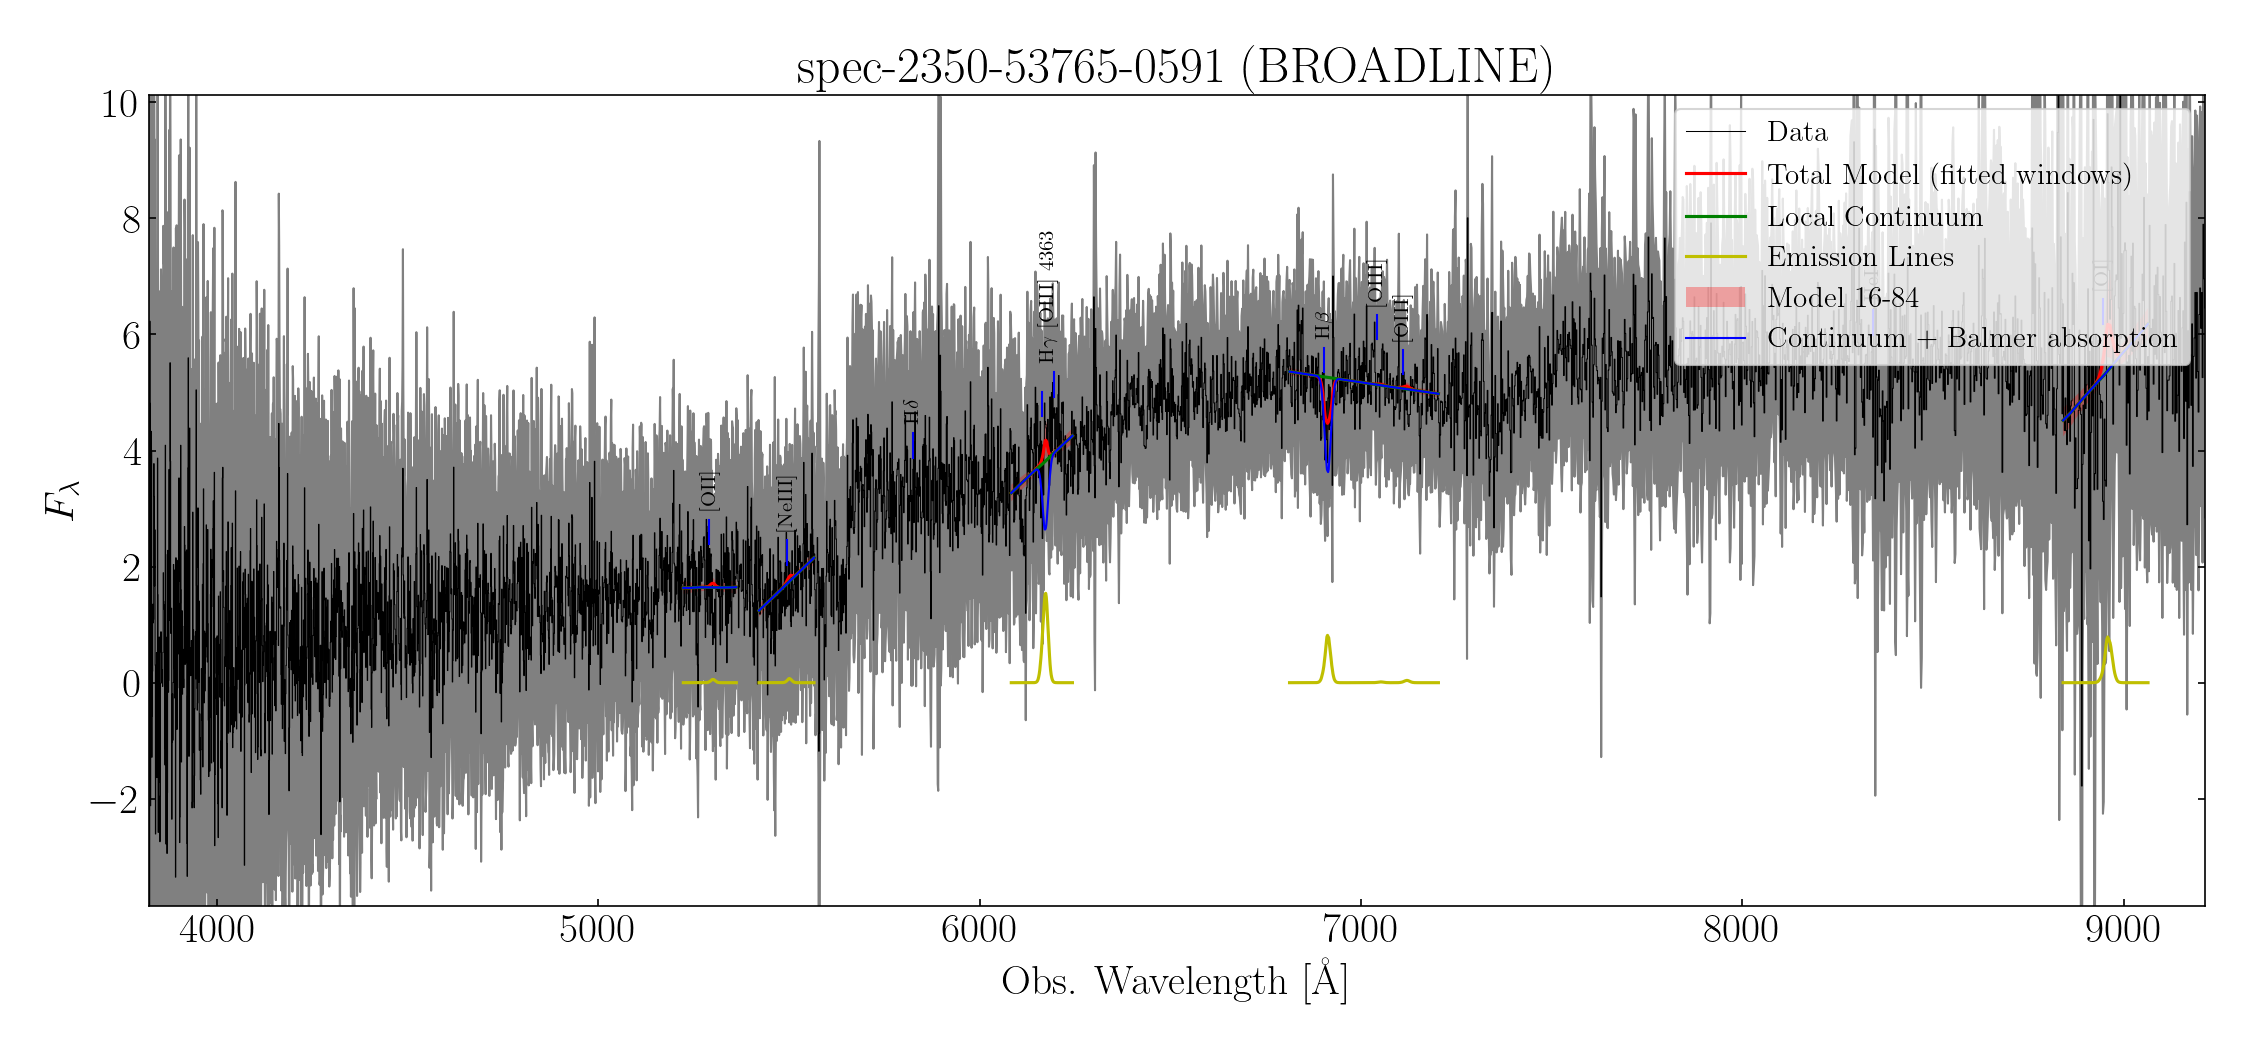 spec-2350-53765-0591 (BROADLINE)
10
8
6
4
2
0
−2
F_λ
Data
Total Model (fitted windows)
Local Continuum
Emission Lines
Model 16-84
Continuum + Balmer absorption
[OII]
[NeIII]
Hδ
Hγ
[OIII] 4363
Hβ
[OIII]
[OIII]
4000
5000
6000
7000
8000
9000
Obs. Wavelength [Å]